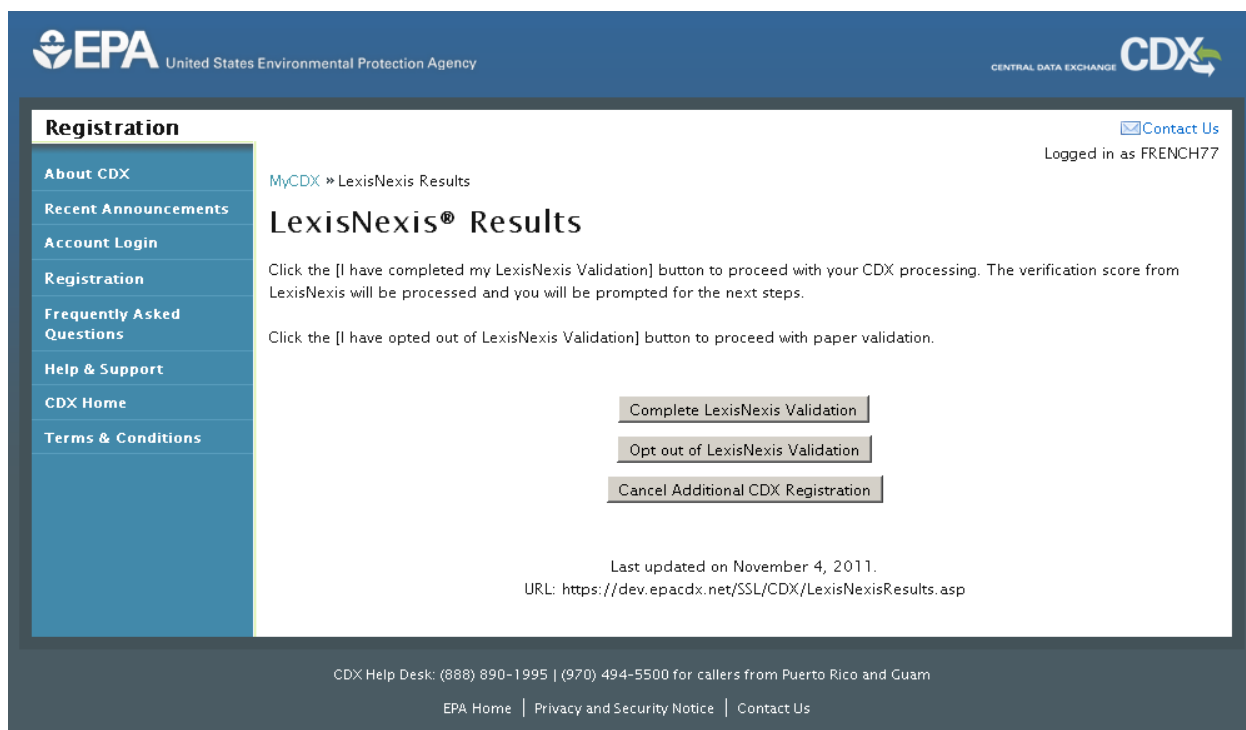 EPA United States Environmental Protection Agency
CENTRAL DATA EXCHANGE CDX
Registration
Contact Us
Logged in as FRENCH77
About CDX
Recent Announcements
Account Login
Registration
Frequently Asked
Questions
Help & Support
CDX Home
Terms & Conditions
MyCDX » LexisNexis Results
LexisNexis® Results
Click the [I have completed my LexisNexis Validation] button to proceed with your CDX processing. The verification score from
LexisNexis will be processed and you will be prompted for the next steps.
Click the [I have opted out of LexisNexis Validation] button to proceed with paper validation.
Complete LexisNexis Validation
Opt out of LexisNexis Validation
Cancel Additional CDX Registration
Last updated on November 4, 2011.
URL: https://dev.epacdx.net/SSL/CDX/LexisNexisResults.asp
CDX Help Desk: (888) 890-1995 | (970) 494-5500 for callers from Puerto Rico and Guam
EPA Home | Privacy and Security Notice | Contact Us